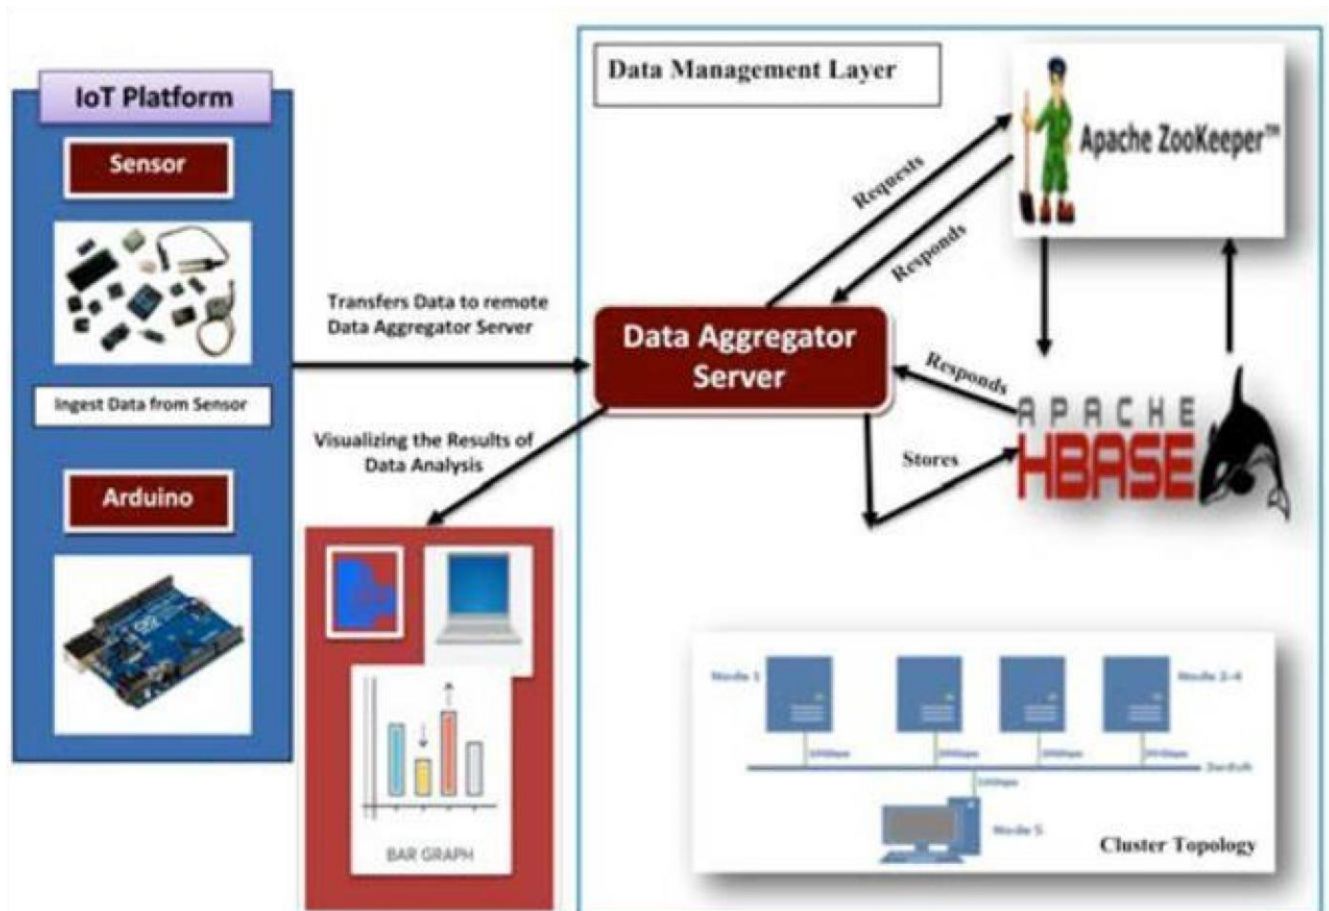 IoT Platform
Sensor
Ingest Data from Sensor
Arduino
Transfers Data to remote
Data Aggregator Server
Visualizing the Results of
Data Analysis
BAR GRAPH
Data Management Layer
Apache ZooKeeper™
Requests
Responds
Data Aggregator
Server
Responds
APACHE
HBASE
Stores
Node 1
Node 2-4
Node 5
Cluster Topology